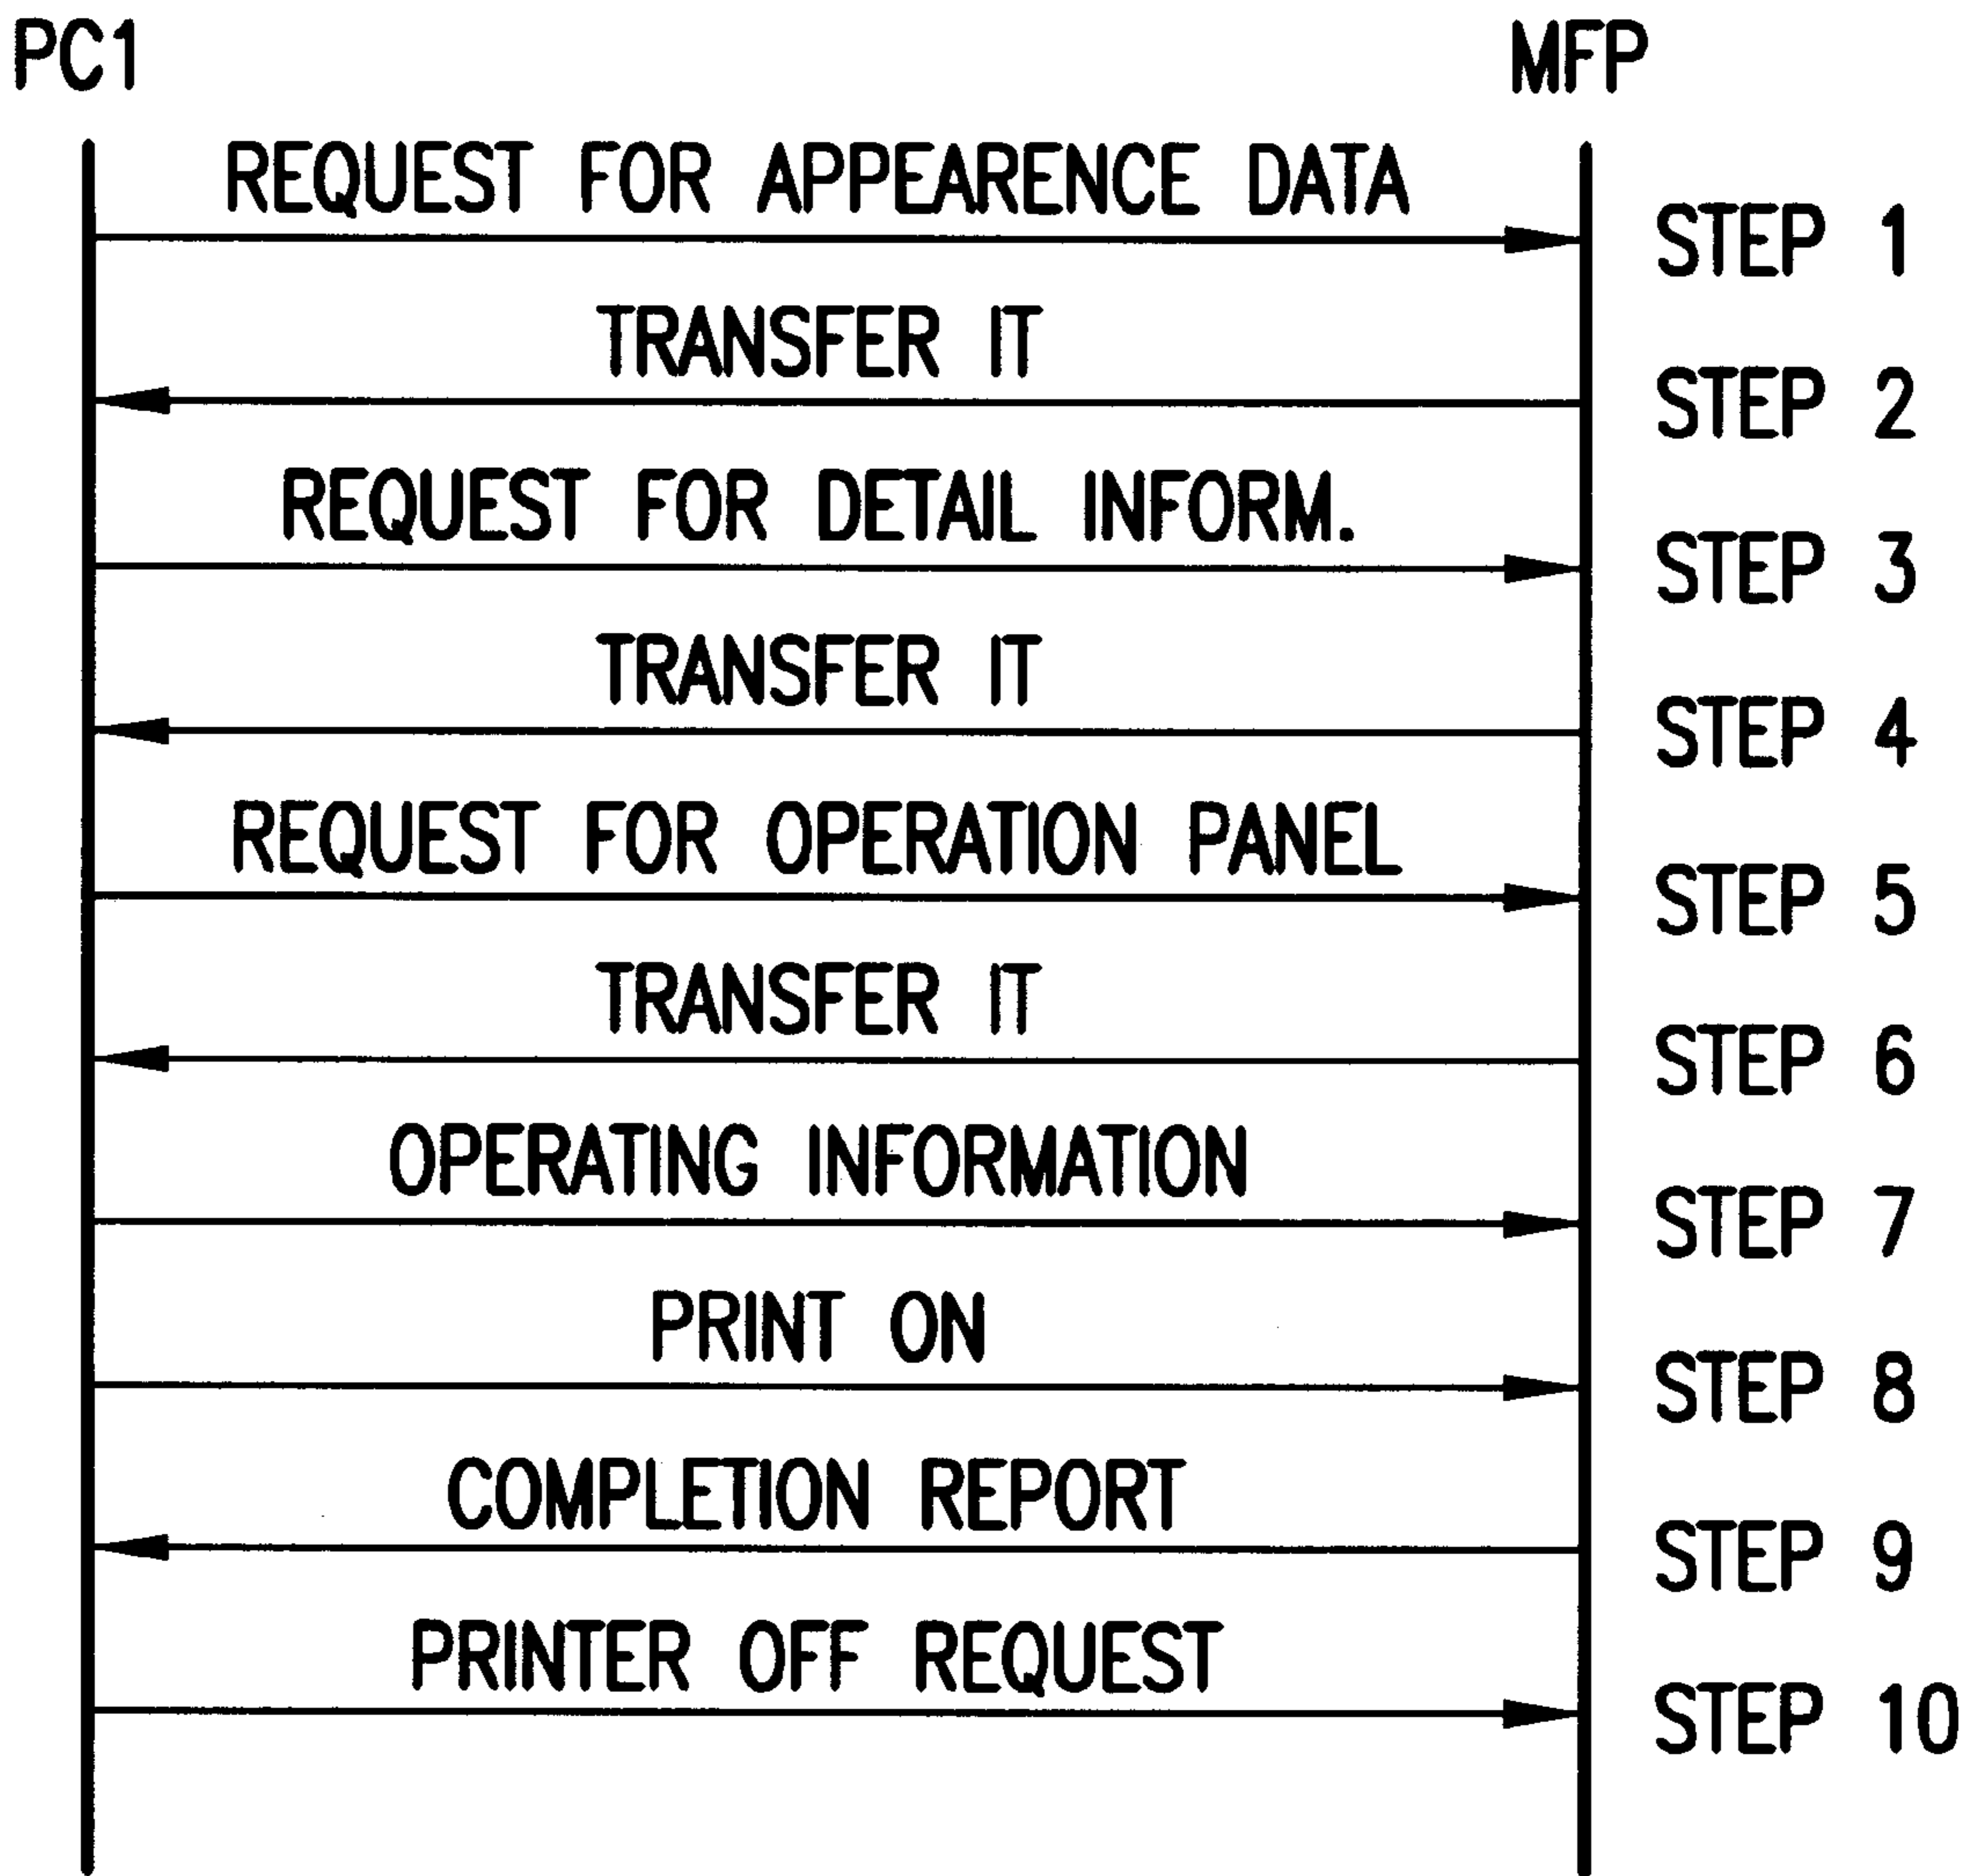 PC1 MFP
REQUEST FOR APPEARENCE DATA
STEP 1
TRANSFER IT
STEP 2
REQUEST FOR DETAIL INFORM.
STEP 3
TRANSFER IT
STEP 4
REQUEST FOR OPERATION PANEL
STEP 5
TRANSFER IT
STEP 6
OPERATING INFORMATION
STEP 7
PRINT ON
STEP 8
COMPLETION REPORT
STEP 9
PRINTER OFF REQUEST
STEP 10